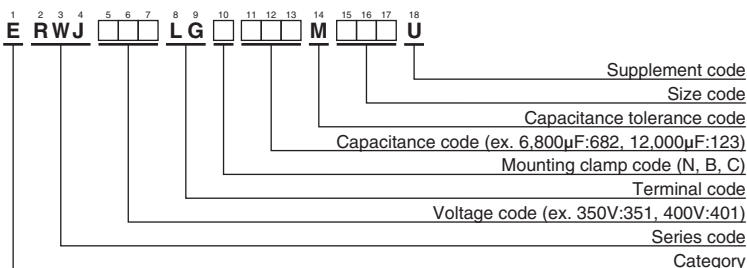 1 2 3 4 5 6 7 8 9 10 11 12 13 14 15 16 17 18
E RWJ □□□ LG □ □□□ M □□□ U
Supplement code
Size code
Capacitance tolerance code
Capacitance code (ex. 6,800µF:682, 12,000µF:123)
Mounting clamp code (N, B, C)
Terminal code
Voltage code (ex. 350V:351, 400V:401)
Series code
Category